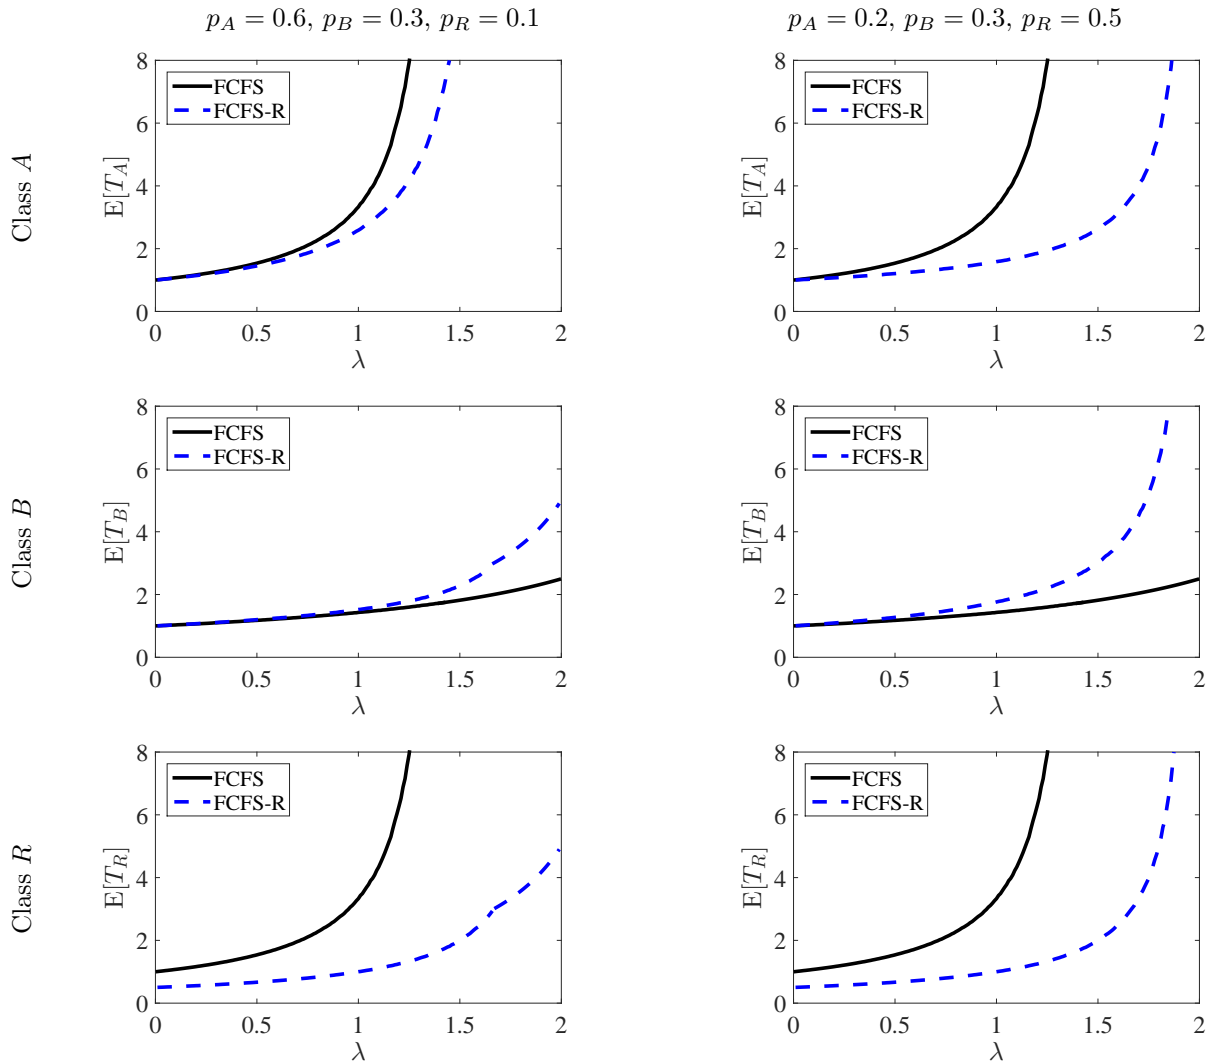 p_A = 0.6, p_B = 0.3, p_R = 0.1
p_A = 0.2, p_B = 0.3, p_R = 0.5
Class A
E[T_A]
8
6
4
2
0
FCFS
FCFS-R
0 0.5 1 1.5 2
λ
E[T_A]
8
6
4
2
0
FCFS
FCFS-R
0 0.5 1 1.5 2
λ
Class B
E[T_B]
8
6
4
2
0
FCFS
FCFS-R
0 0.5 1 1.5 2
λ
E[T_B]
8
6
4
2
0
FCFS
FCFS-R
0 0.5 1 1.5 2
λ
Class R
E[T_R]
8
6
4
2
0
FCFS
FCFS-R
0 0.5 1 1.5 2
λ
E[T_R]
8
6
4
2
0
FCFS
FCFS-R
0 0.5 1 1.5 2
λ